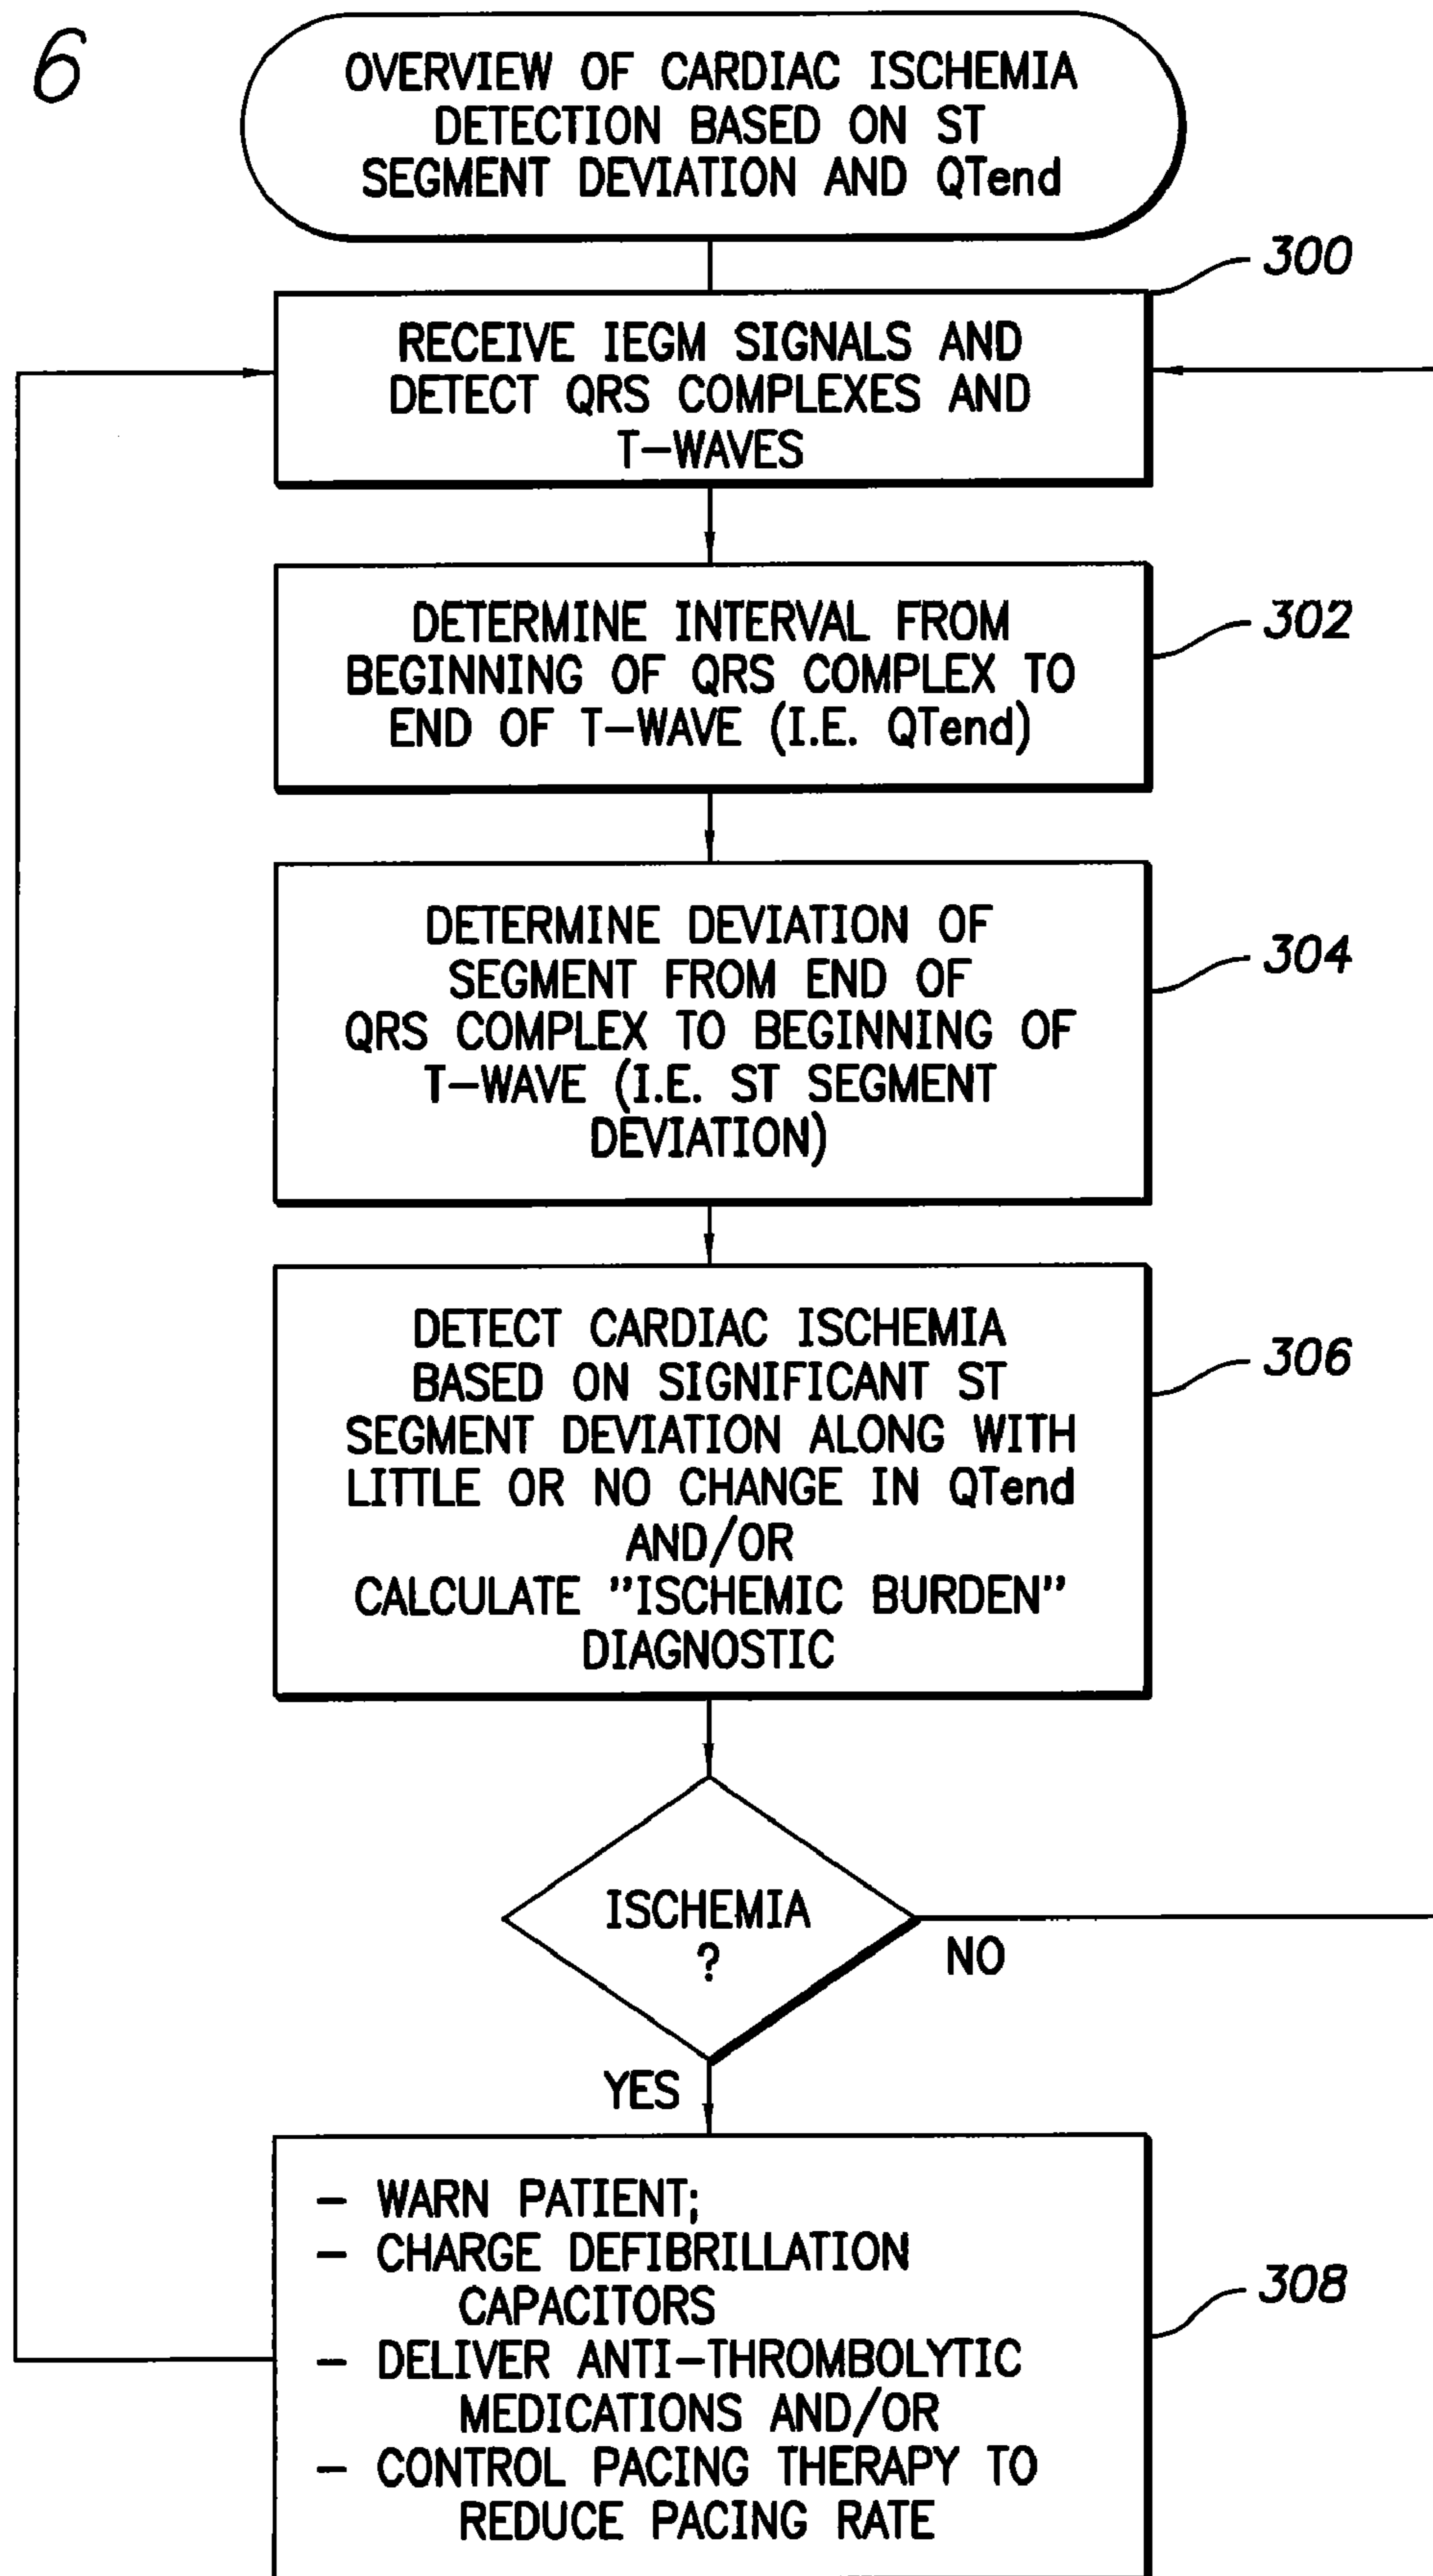 6
OVERVIEW OF CARDIAC ISCHEMIA
DETECTION BASED ON ST
SEGMENT DEVIATION AND QTend
300
RECEIVE IEGM SIGNALS AND
DETECT QRS COMPLEXES AND
T-WAVES
302
DETERMINE INTERVAL FROM
BEGINNING OF QRS COMPLEX TO
END OF T-WAVE (I.E. QTend)
304
DETERMINE DEVIATION OF
SEGMENT FROM END OF
QRS COMPLEX TO BEGINNING OF
T-WAVE (I.E. ST SEGMENT
DEVIATION)
306
DETECT CARDIAC ISCHEMIA
BASED ON SIGNIFICANT ST
SEGMENT DEVIATION ALONG WITH
LITTLE OR NO CHANGE IN QTend
AND/OR
CALCULATE "ISCHEMIC BURDEN"
DIAGNOSTIC
ISCHEMIA
?
NO
YES
308
- WARN PATIENT;
- CHARGE DEFIBRILLATION
CAPACITORS
- DELIVER ANTI-THROMBOLYTIC
MEDICATIONS AND/OR
- CONTROL PACING THERAPY TO
REDUCE PACING RATE